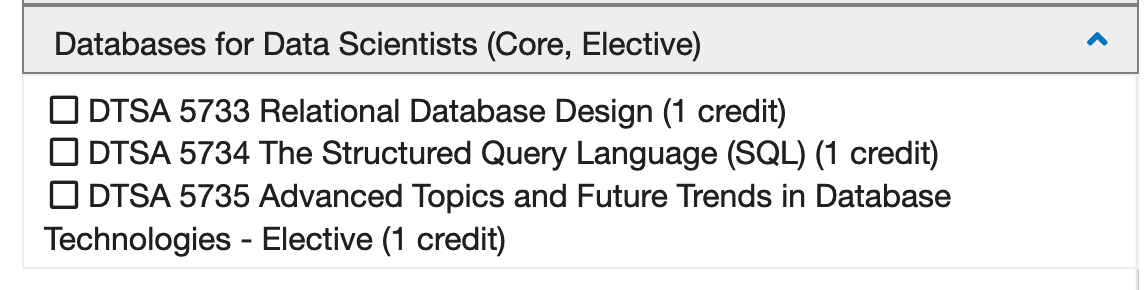 Databases for Data Scientists (Core, Elective)
DTSA 5733 Relational Database Design (1 credit)
DTSA 5734 The Structured Query Language (SQL) (1 credit)
DTSA 5735 Advanced Topics and Future Trends in Database
Technologies - Elective (1 credit)